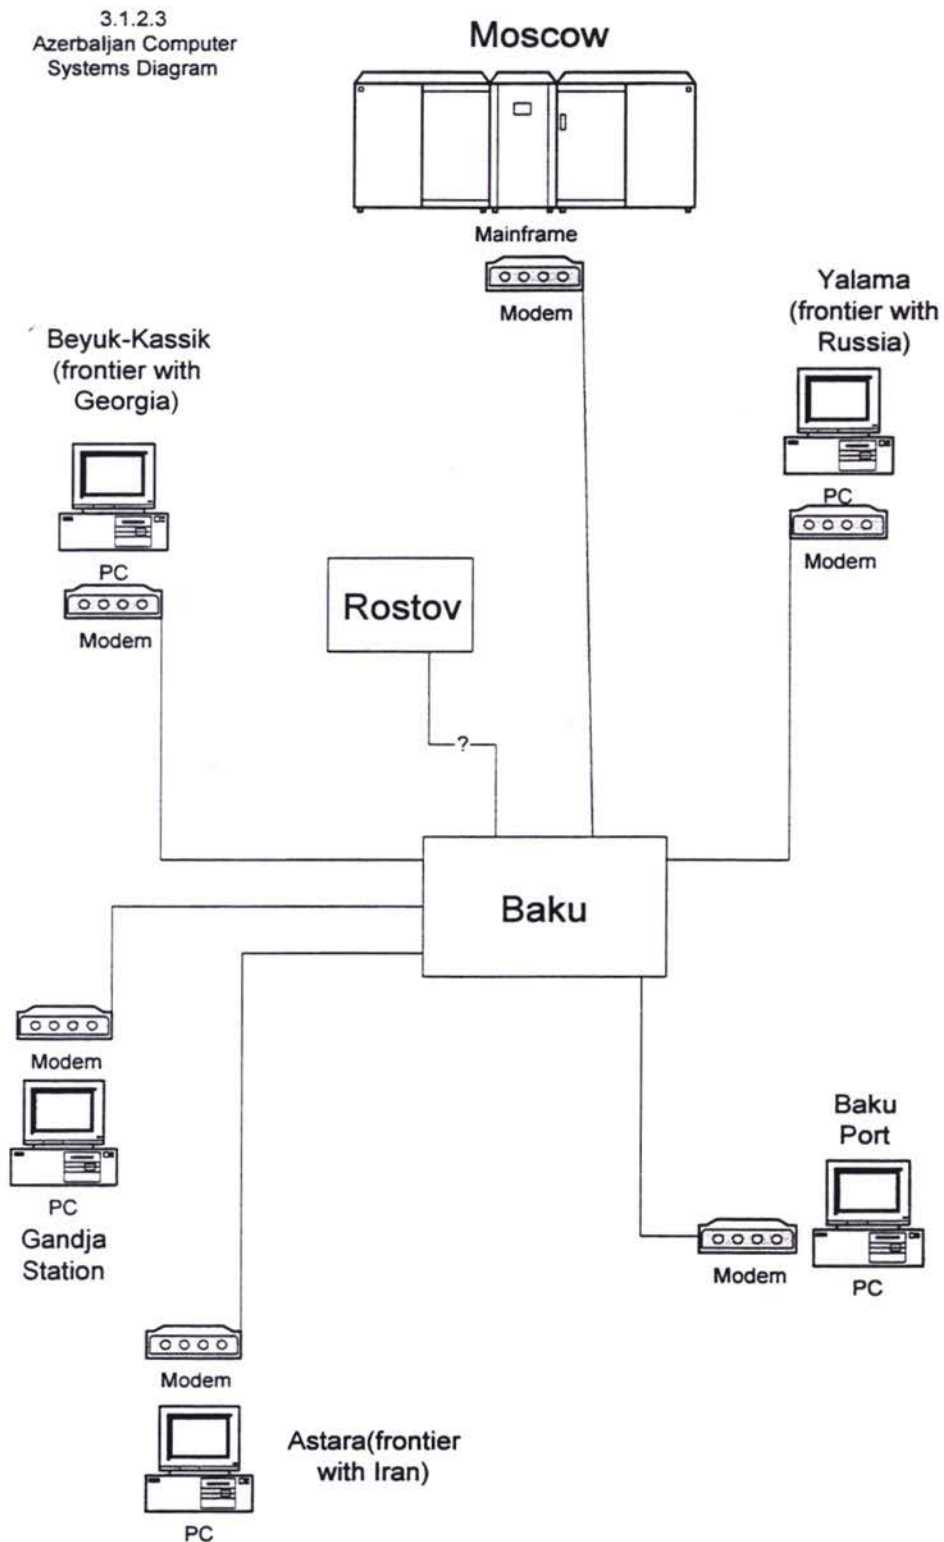 3.1.2.3
Azerbaljan Computer
Systems Diagram
Moscow
Mainframe
Modem
Yalama
(frontier with
Russia)
PC
Modem
Beyuk-Kassik
(frontier with
Georgia)
PC
Modem
Rostov
?
Baku
Modem
PC
Gandja
Station
Baku
Port
Modem
PC
Modem
Astara(frontier
with Iran)
PC